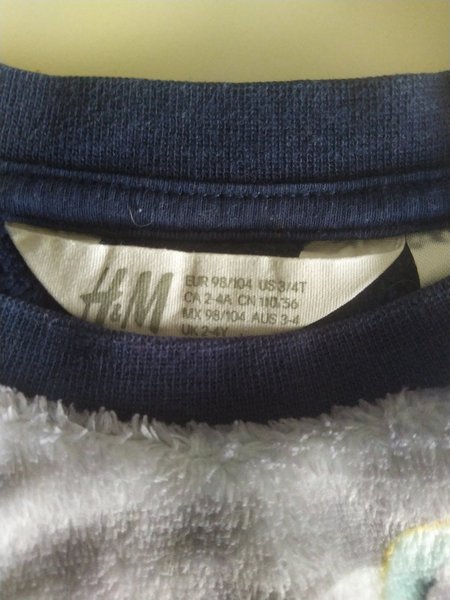 H&M
EUR 98/104 US 3/4T
CA 2-4A CN 110/56
MX 98/104 AUS 3-4
UK 2-4Y